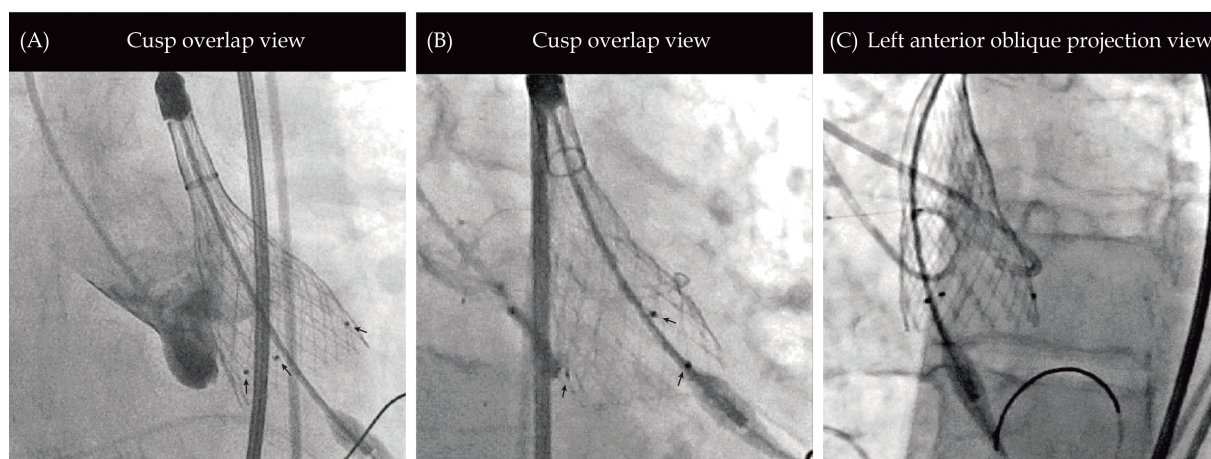 (A) Cusp overlap view
(B) Cusp overlap view
(C) Left anterior oblique projection view